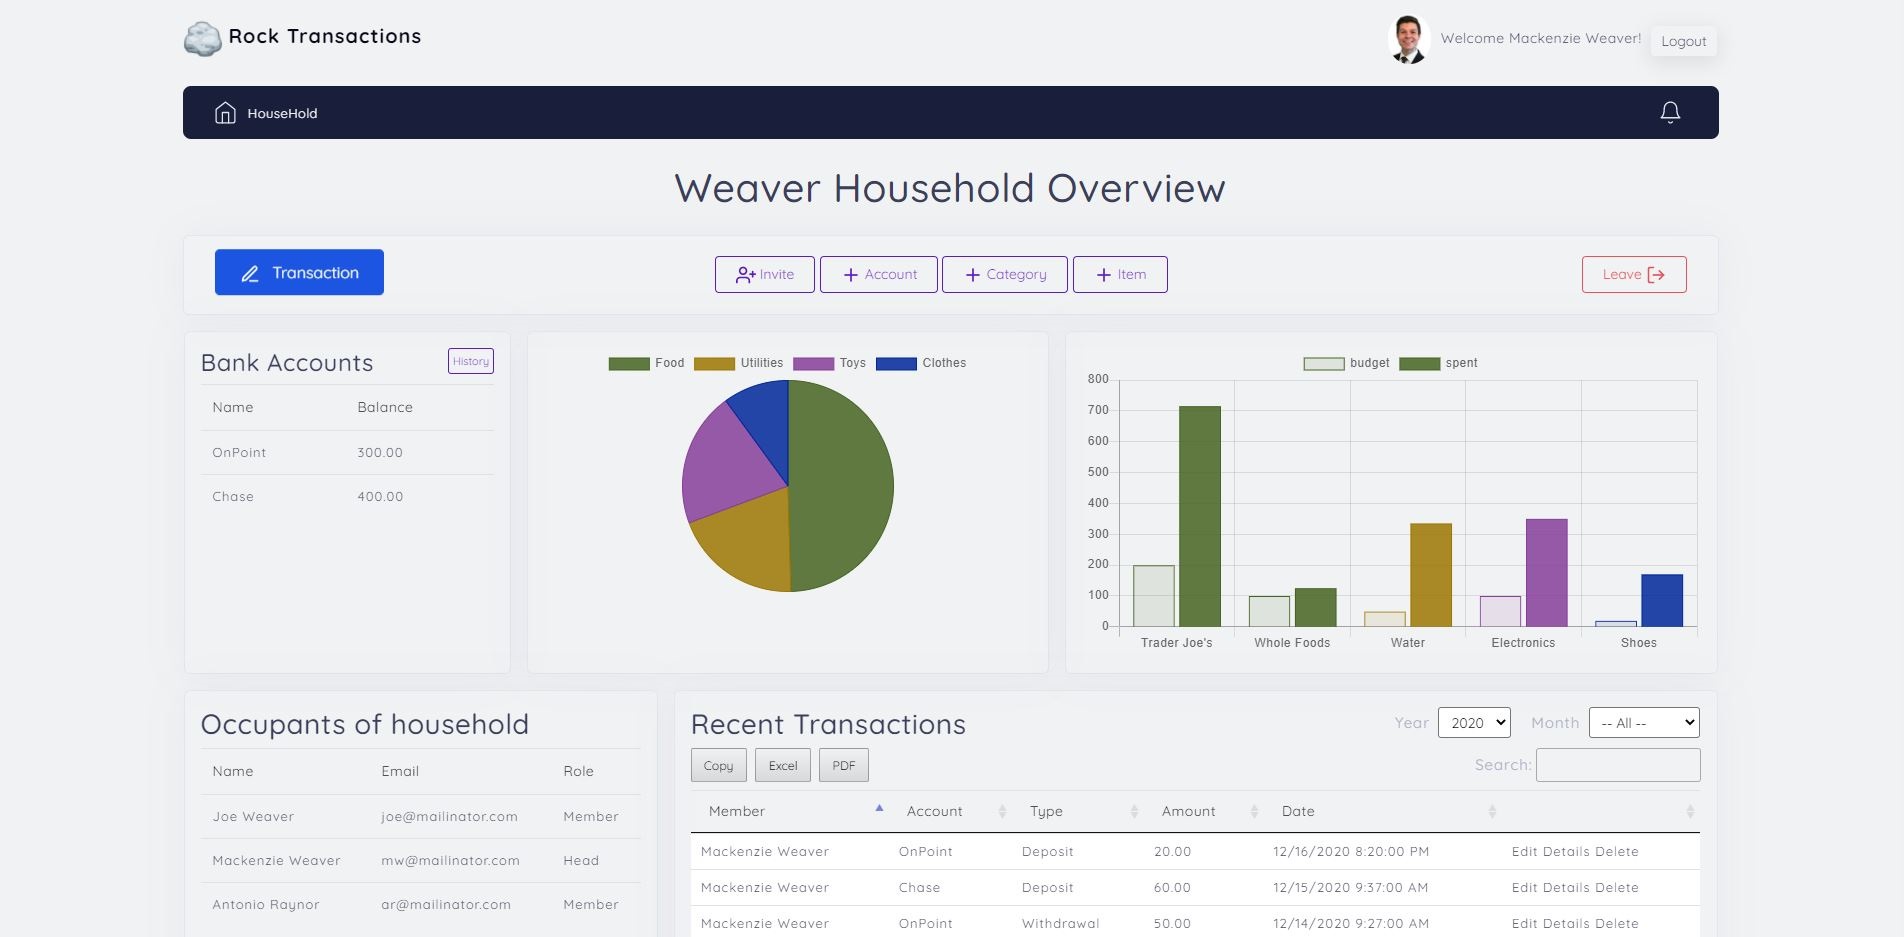 Rock Transactions
Welcome Mackenzie Weaver! Logout
HouseHold
Weaver Household Overview
Transaction Invite Account Category Item Leave
Bank Accounts History
Name Balance
OnPoint 300.00
Chase 400.00
Food Utilities Toys Clothes
budget spent
800
700
600
500
400
300
200
100
0
Trader Joe's Whole Foods Water Electronics Shoes
Occupants of household
Name Email Role
Joe Weaver joe@mailinator.com Member
Mackenzie Weaver mw@mailinator.com Head
Antonio Raynor ar@mailinator.com Member
Recent Transactions Year 2020 Month -- All --
Copy Excel PDF Search:
Member Account Type Amount Date
Mackenzie Weaver OnPoint Deposit 20.00 12/16/2020 8:20:00 PM Edit Details Delete
Mackenzie Weaver Chase Deposit 60.00 12/15/2020 9:37:00 AM Edit Details Delete
Mackenzie Weaver OnPoint Withdrawal 50.00 12/14/2020 9:27:00 AM Edit Details Delete